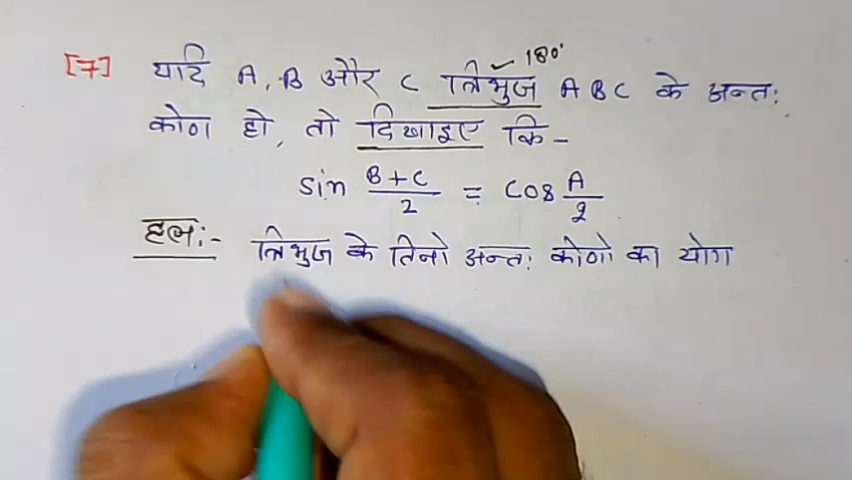 [7] यदि A, B और C त्रिभुज ABC के अन्त: 180°
कोण हो, तो दिखाइए कि -
sin B+C/2 = cos A/2
हल:- त्रिभुज के तिनो अन्त: कोणो का योग